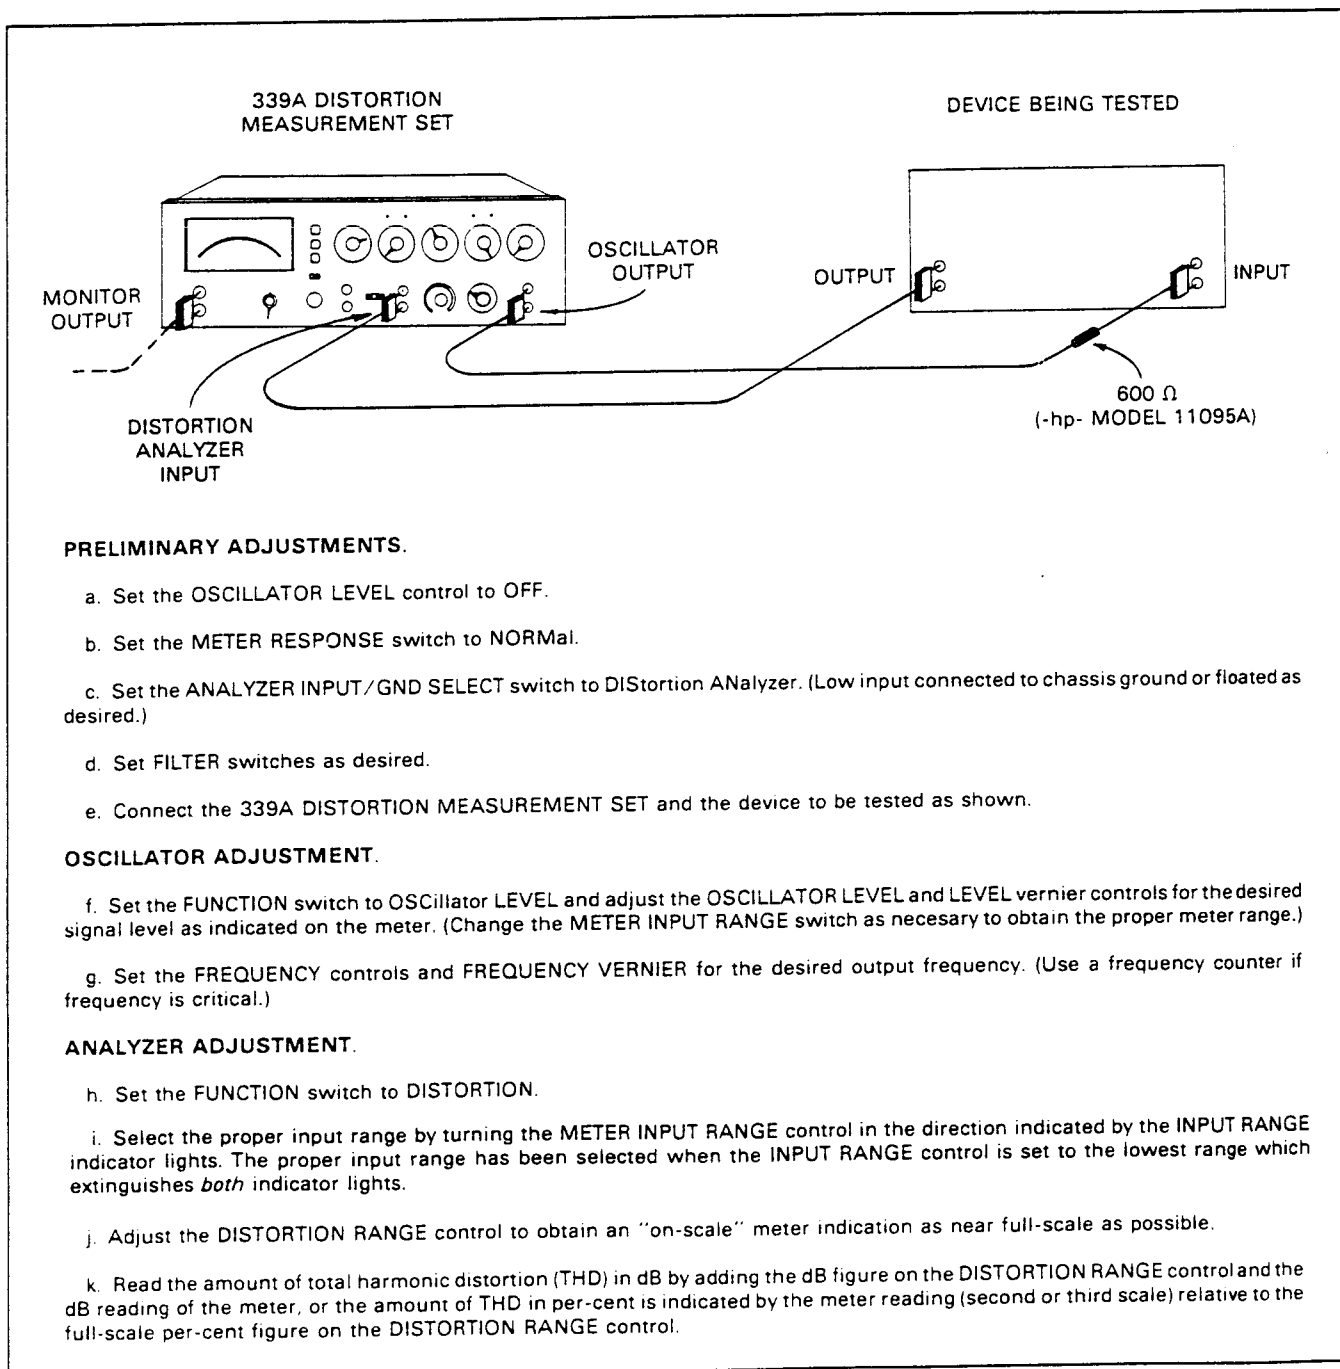 339A DISTORTION
MEASUREMENT SET
DEVICE BEING TESTED
OSCILLATOR
OUTPUT
OUTPUT
INPUT
MONITOR
OUTPUT
600 Ω
(-hp- MODEL 11095A)
DISTORTION
ANALYZER
INPUT
PRELIMINARY ADJUSTMENTS.
a. Set the OSCILLATOR LEVEL control to OFF.
b. Set the METER RESPONSE switch to NORMal.
c. Set the ANALYZER INPUT/GND SELECT switch to DIStortion ANalyzer. (Low input connected to chassis ground or floated as
desired.)
d. Set FILTER switches as desired.
e. Connect the 339A DISTORTION MEASUREMENT SET and the device to be tested as shown.
OSCILLATOR ADJUSTMENT.
f. Set the FUNCTION switch to OSCillator LEVEL and adjust the OSCILLATOR LEVEL and LEVEL vernier controls for the desired
signal level as indicated on the meter. (Change the METER INPUT RANGE switch as necesary to obtain the proper meter range.)
g. Set the FREQUENCY controls and FREQUENCY VERNIER for the desired output frequency. (Use a frequency counter if
frequency is critical.)
ANALYZER ADJUSTMENT.
h. Set the FUNCTION switch to DISTORTION.
i. Select the proper input range by turning the METER INPUT RANGE control in the direction indicated by the INPUT RANGE
indicator lights. The proper input range has been selected when the INPUT RANGE control is set to the lowest range which
extinguishes both indicator lights.
j. Adjust the DISTORTION RANGE control to obtain an "on-scale" meter indication as near full-scale as possible.
k. Read the amount of total harmonic distortion (THD) in dB by adding the dB figure on the DISTORTION RANGE control and the
dB reading of the meter, or the amount of THD in per-cent is indicated by the meter reading (second or third scale) relative to the
full-scale per-cent figure on the DISTORTION RANGE control.